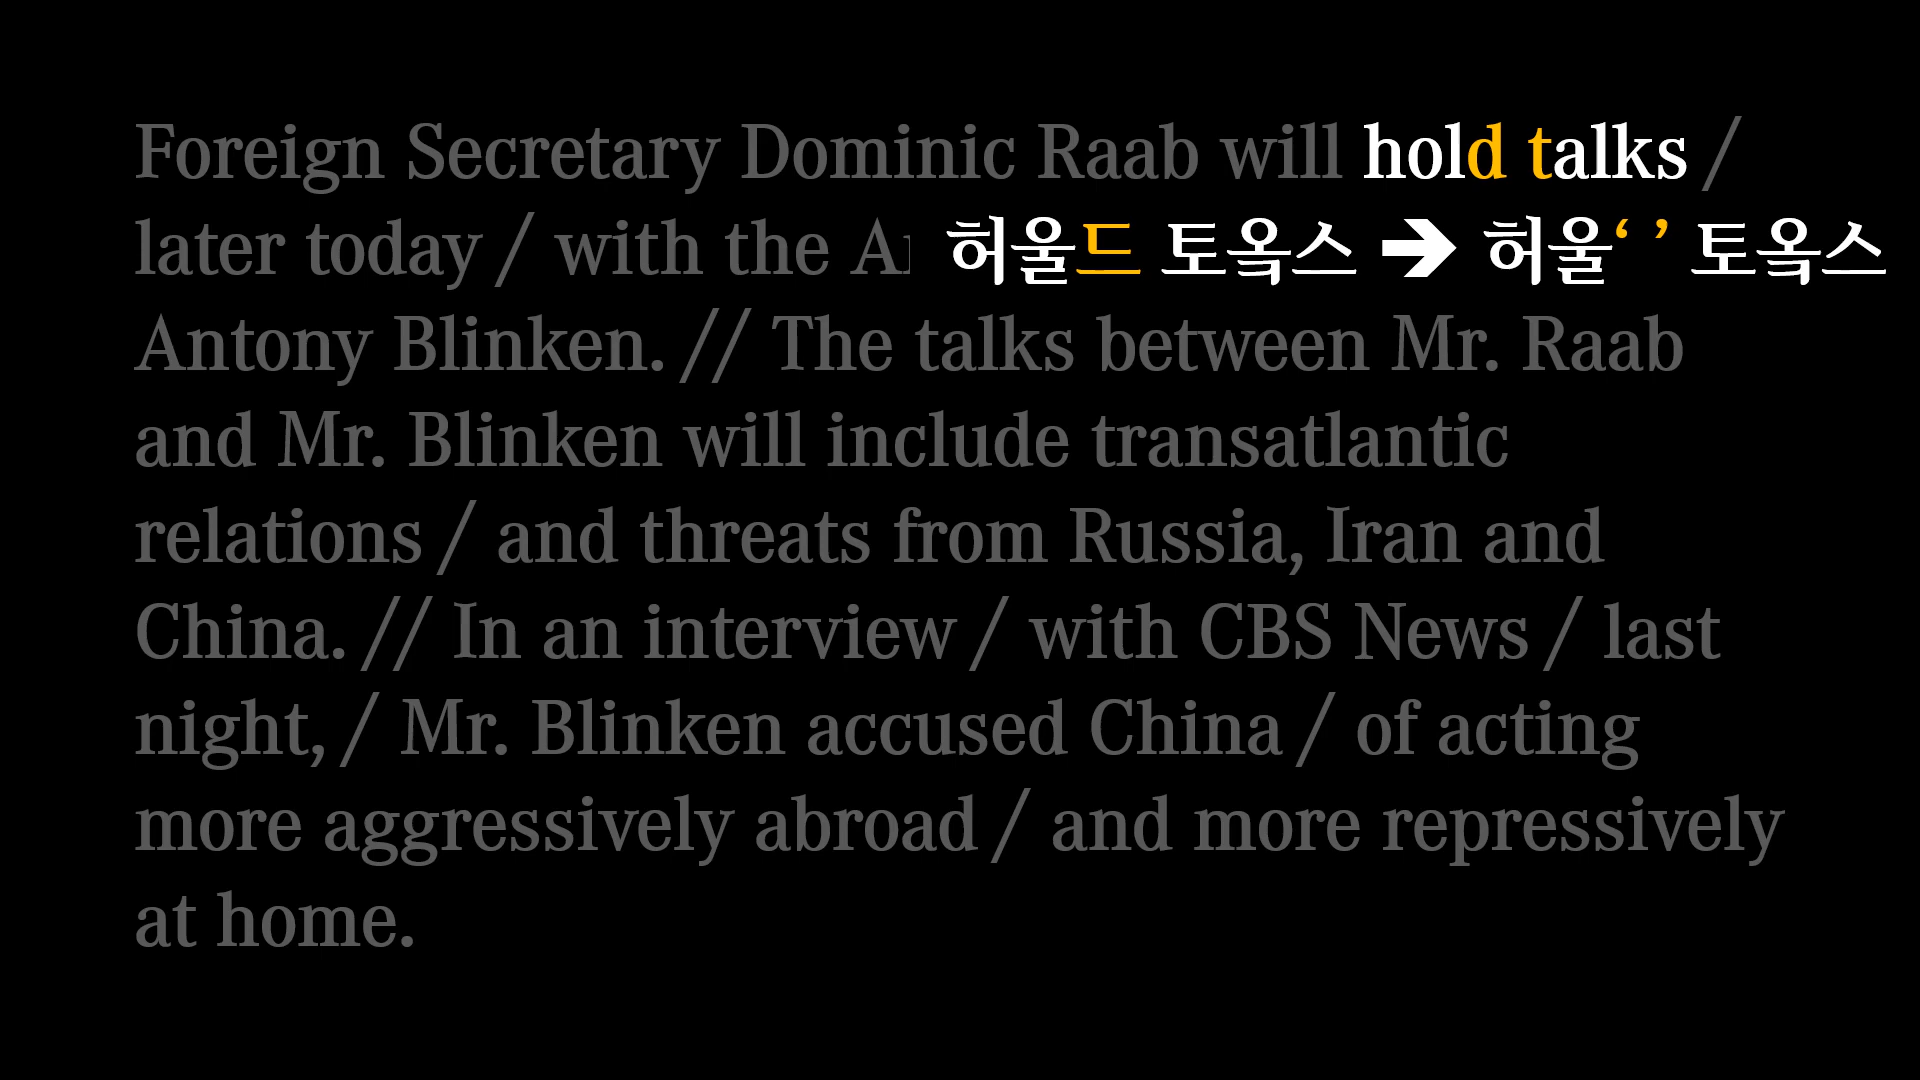 Foreign Secretary Dominic Raab will hold talks /
later today / with the
허울드 토옼스 ➔ 허울‘ ’ 토옼스
Antony Blinken. // The talks between Mr. Raab
and Mr. Blinken will include transatlantic
relations / and threats from Russia, Iran and
China. // In an interview / with CBS News / last
night, / Mr. Blinken accused China / of acting
more aggressively abroad / and more repressively
at home.